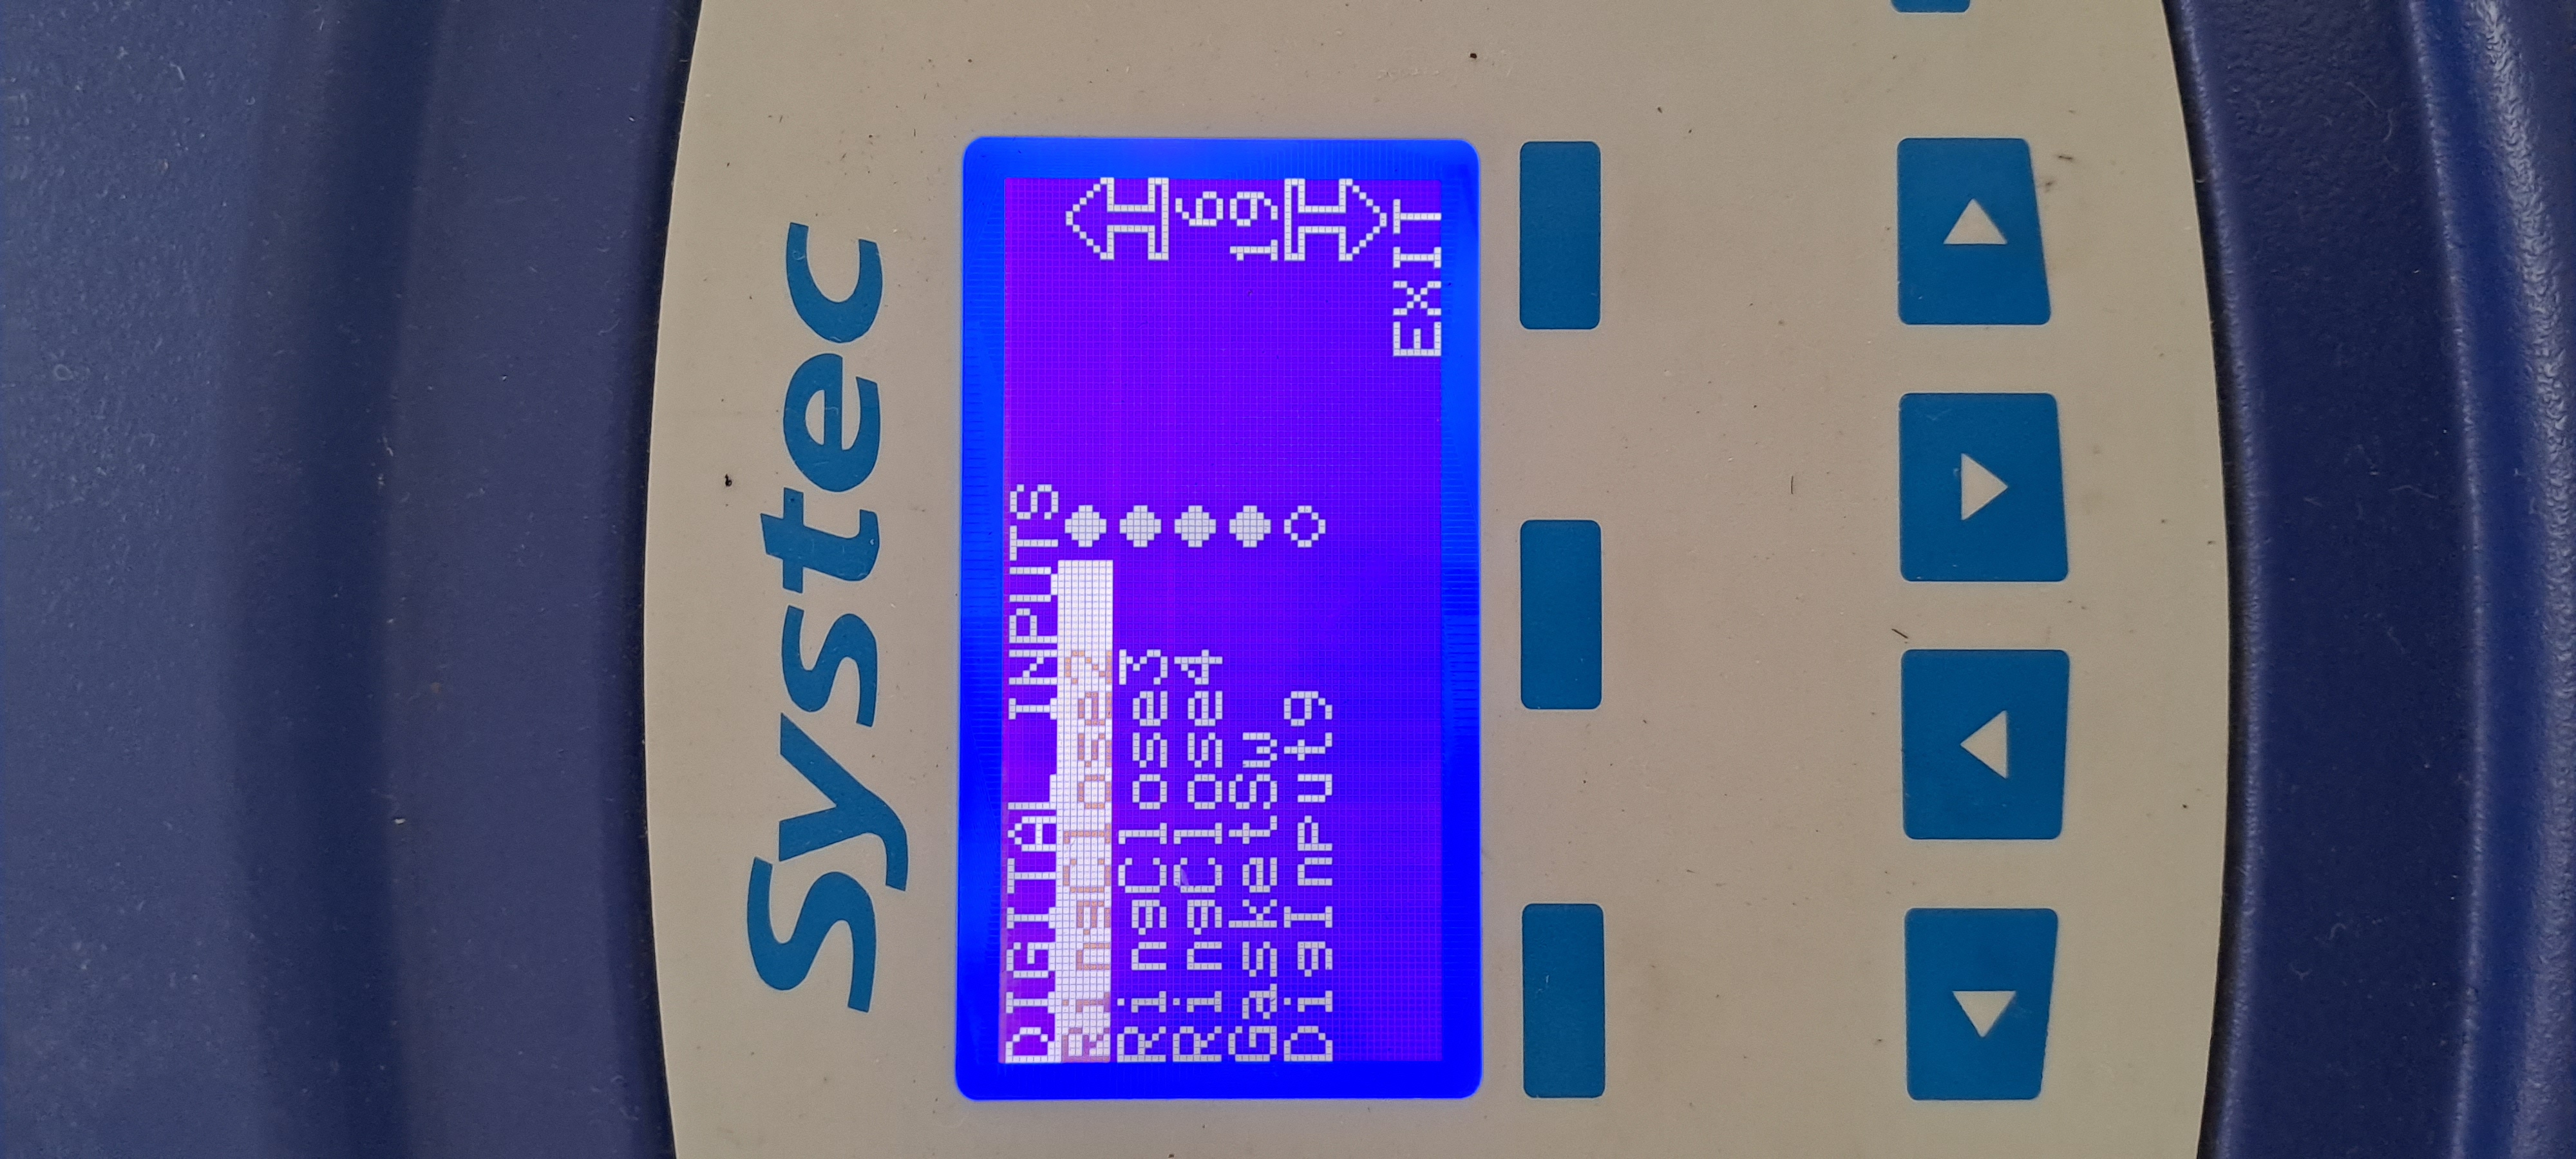 Systec
DIGITAL INPUTS
RingClose2
RingClose3
RingClose4
GasketSw
DigInput9
6
19
EXIT